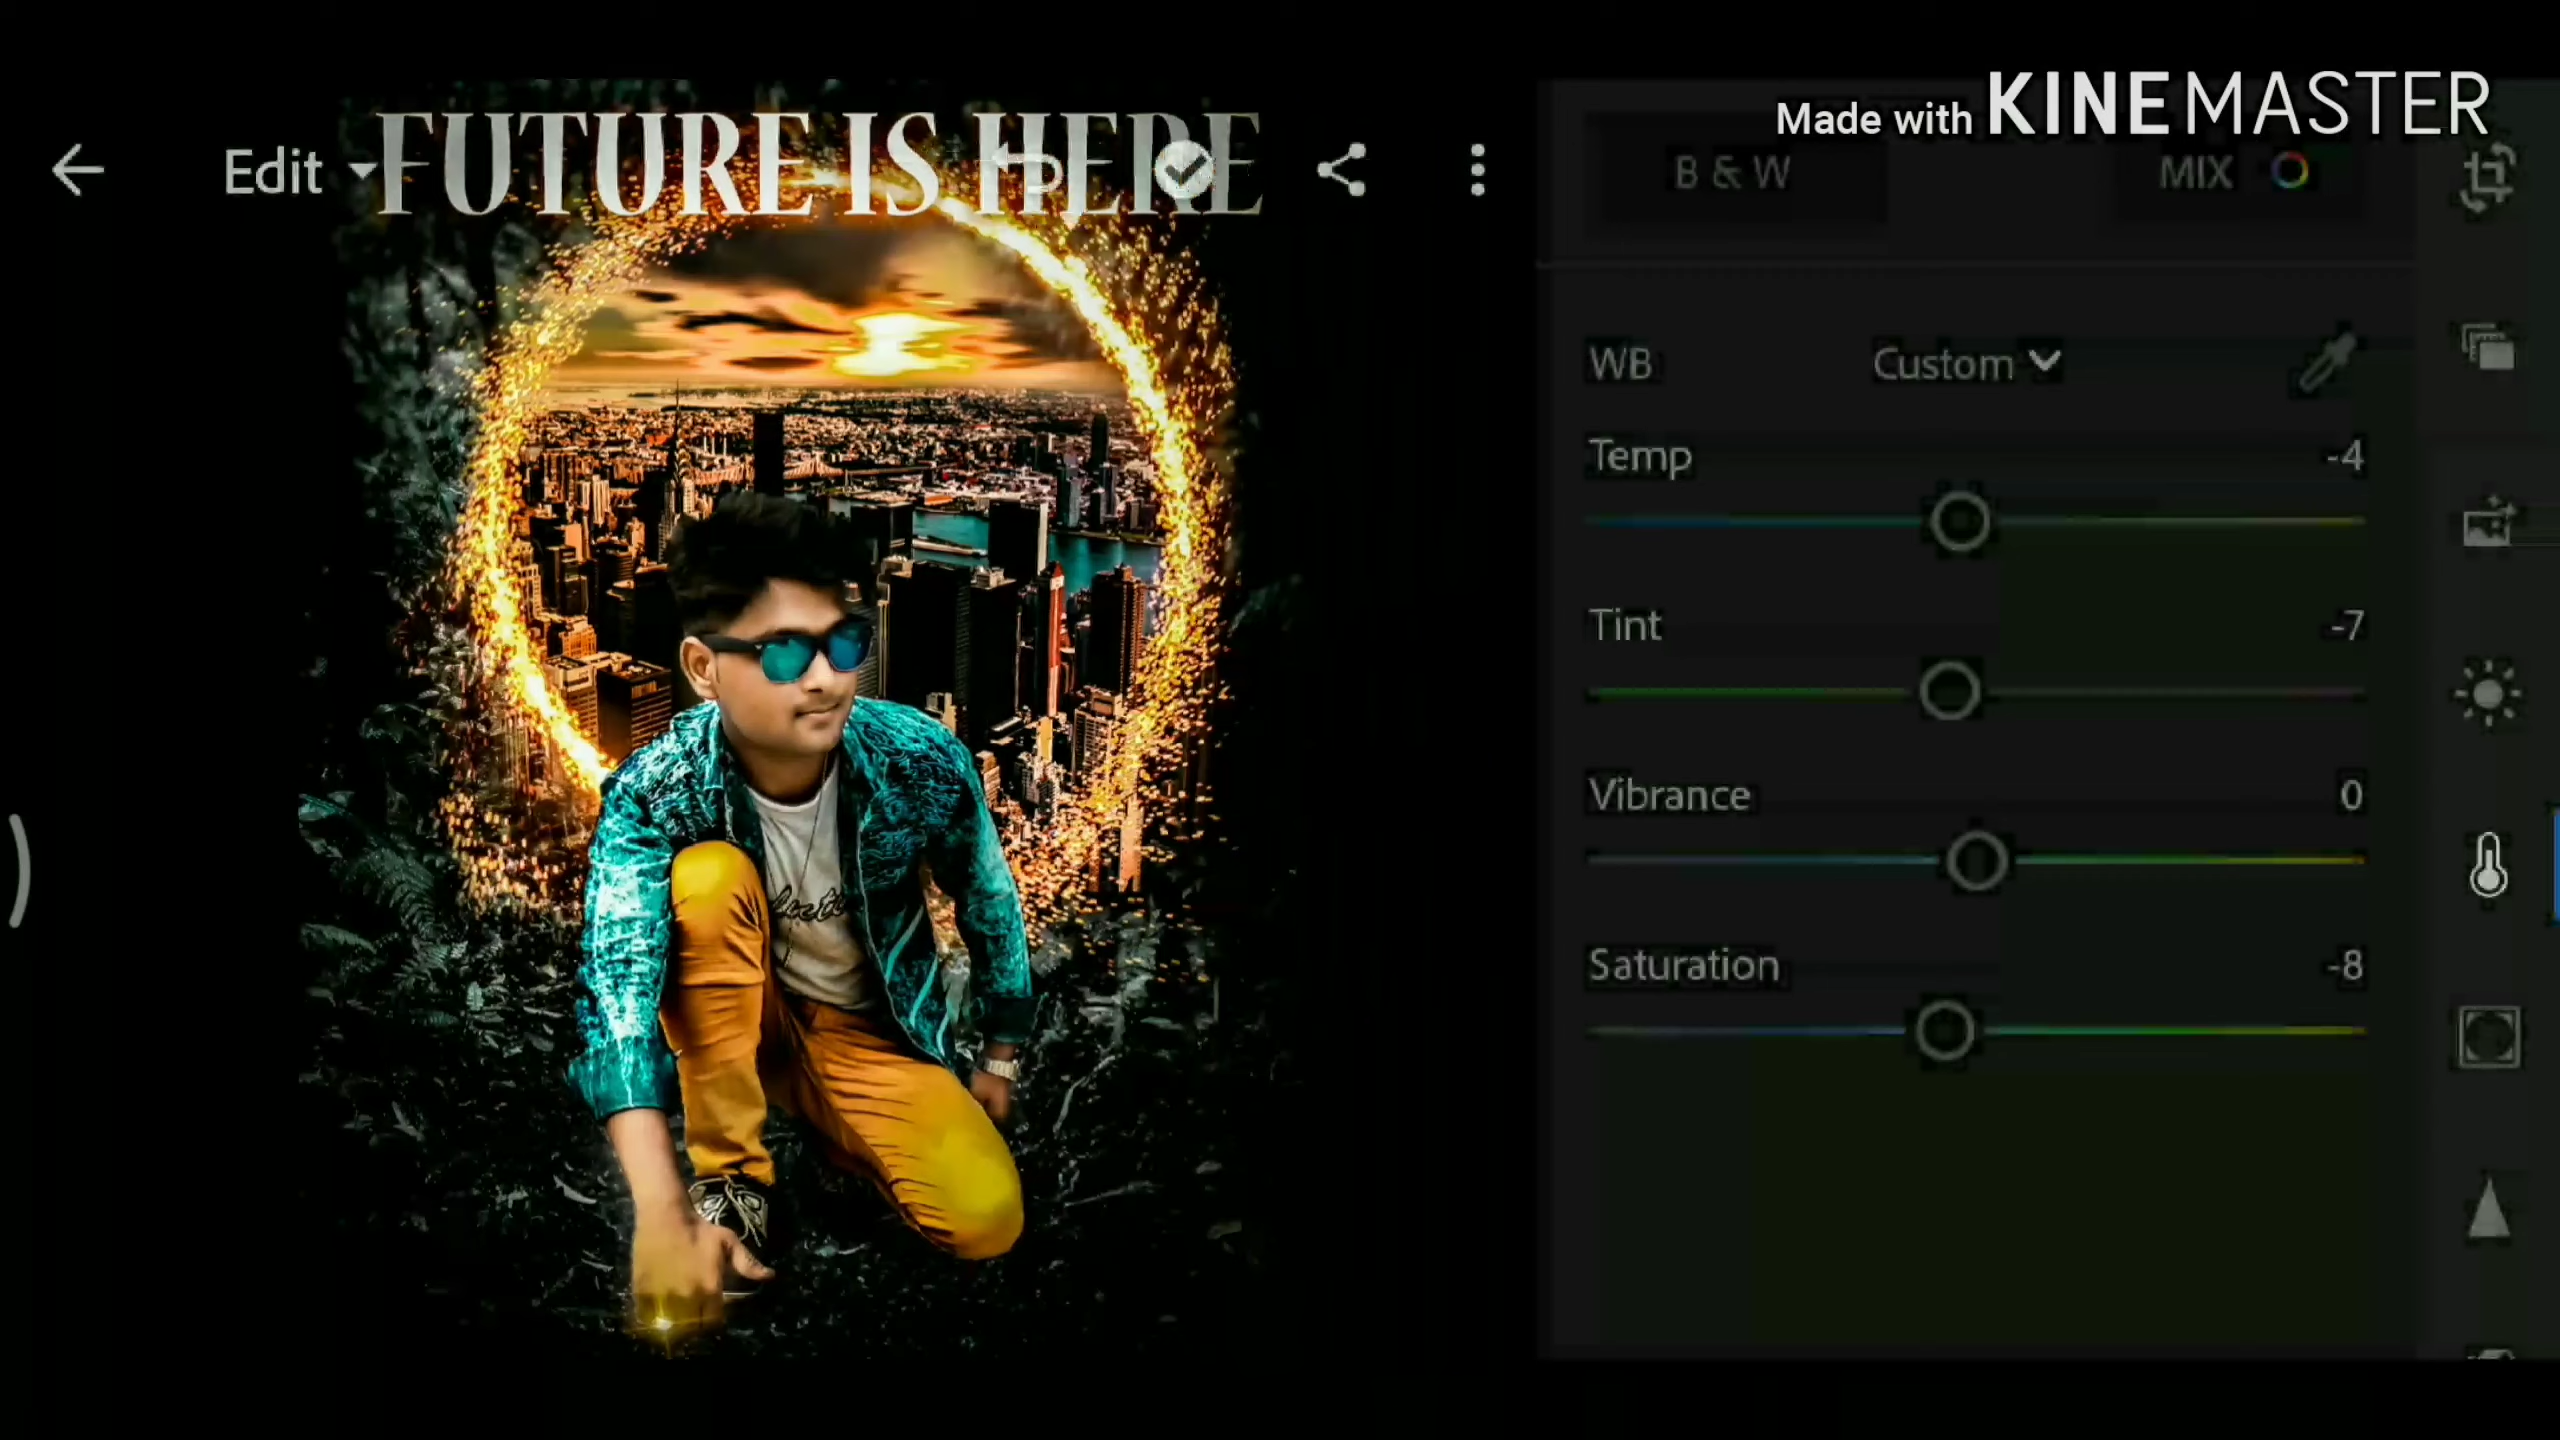 Made with KINEMASTER
Edit
FUTURE IS HERE
B & W
MIX
WB
Custom
Temp
-4
Tint
-7
Vibrance
0
Saturation
-8